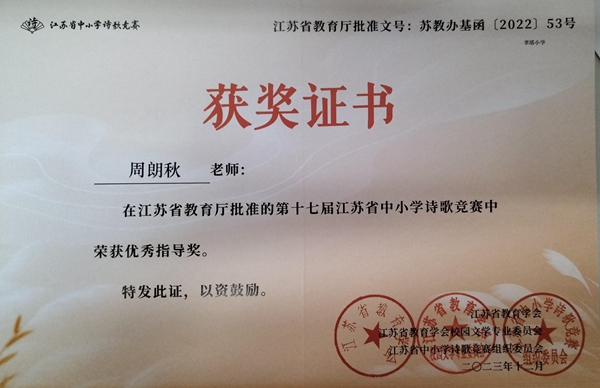 江苏省中小学诗歌竞赛
江苏省教育厅批准文号：苏教办基函〔2022〕53号
获奖证书
周朗秋 老师：
在江苏省教育厅批准的第十七届江苏省中小学诗歌竞赛中
荣获优秀指导奖。
特发此证，以资鼓励。
江苏省教育学会
江苏省教育学会校园文学专业委员会
江苏省中小学诗歌竞赛组织委员会
二〇二三年十二月